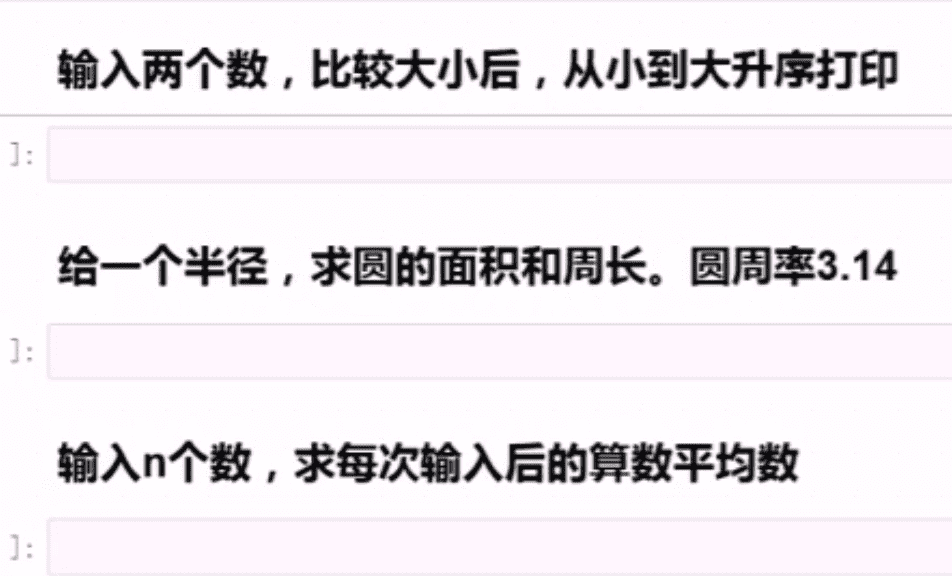 输入两个数，比较大小后，从小到大升序打印
]:
给一个半径，求圆的面积和周长。圆周率3.14
]:
输入n个数，求每次输入后的算数平均数
]: